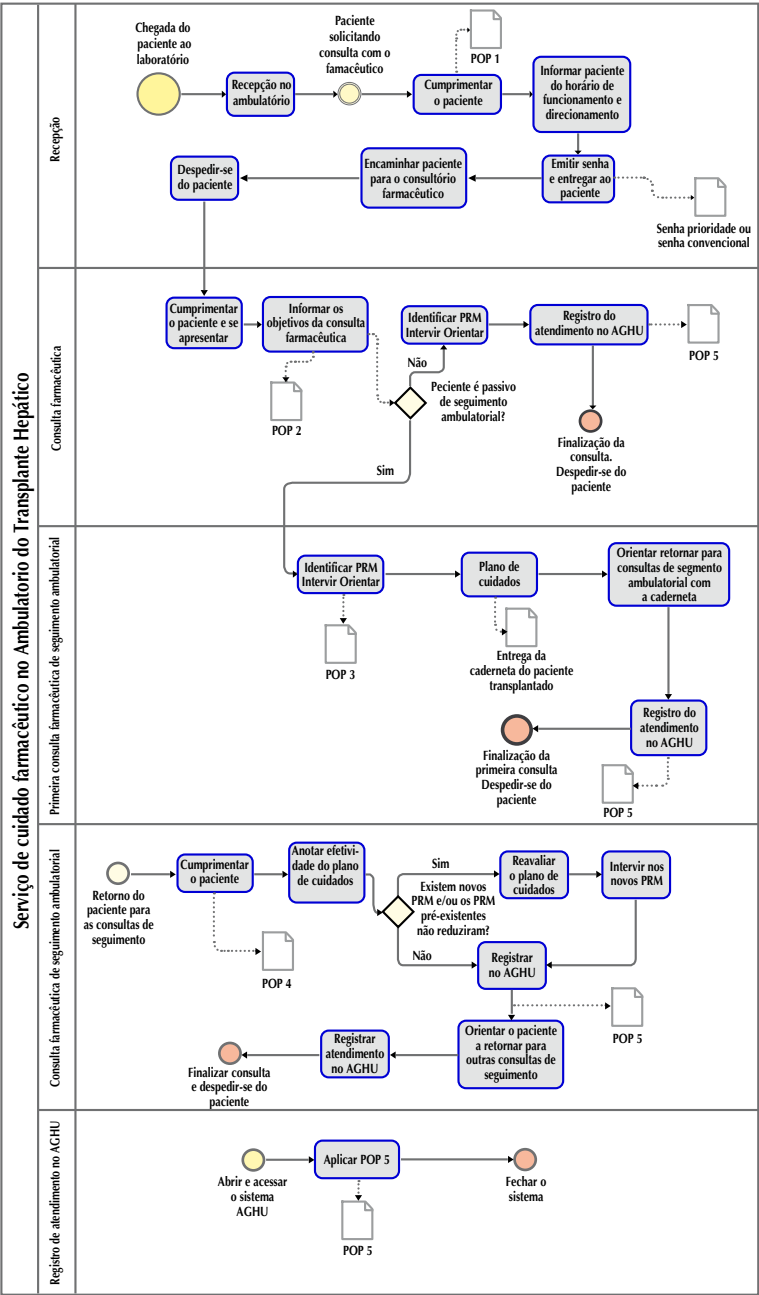 Serviço de cuidado farmacêutico no Ambulatorio do Transplante Hepático
Recepção
Chegada do
paciente ao
laboratório
Recepção no
ambulatório
Paciente
solicitando
consulta com o
famacêutico
Cumprimentar
o paciente
POP 1
Informar paciente
do horário de
funcionamento e
direcionamento
Emitir senha
e entregar ao
paciente
Senha prioridade ou
senha convencional
Encaminhar paciente
para o consultório
farmacêutico
Despedir-se
do paciente
Consulta farmacêutica
Cumprimentar
o paciente e se
apresentar
Informar os
objetivos da consulta
farmacêutica
POP 2
Peciente é passivo
de seguimento
ambulatorial?
Não
Identificar PRM
Intervir Orientar
Registro do
atendimento no AGHU
POP 5
Finalização da
consulta.
Despedir-se do
paciente
Sim
Primeira consulta farmacêutica de seguimento ambulatorial
Identificar PRM
Intervir Orientar
POP 3
Plano de
cuidados
Entrega da
caderneta do paciente
transplantado
Orientar retornar para
consultas de segmento
ambulatorial com
a caderneta
Registro do
atendimento
no AGHU
POP 5
Finalização da
primeira consulta
Despedir-se do
paciente
Consulta farmacêutica de seguimento ambulatorial
Retorno do
paciente para
as consultas de
seguimento
Cumprimentar
o paciente
POP 4
Anotar efetivi-
dade do plano
de cuidados
Existem novos
PRM e/ou os PRM
pré-existentes
não reduziram?
Sim
Reavaliar
o plano de
cuidados
Intervir nos
novos PRM
Não
Registrar
no AGHU
POP 5
Orientar o paciente
a retornar para
outras consultas de
seguimento
Registrar
atendimento
no AGHU
Finalizar consulta
e despedir-se do
paciente
Registro de atendimento no AGHU
Abrir e acessar
o sistema
AGHU
Aplicar POP 5
POP 5
Fechar o
sistema